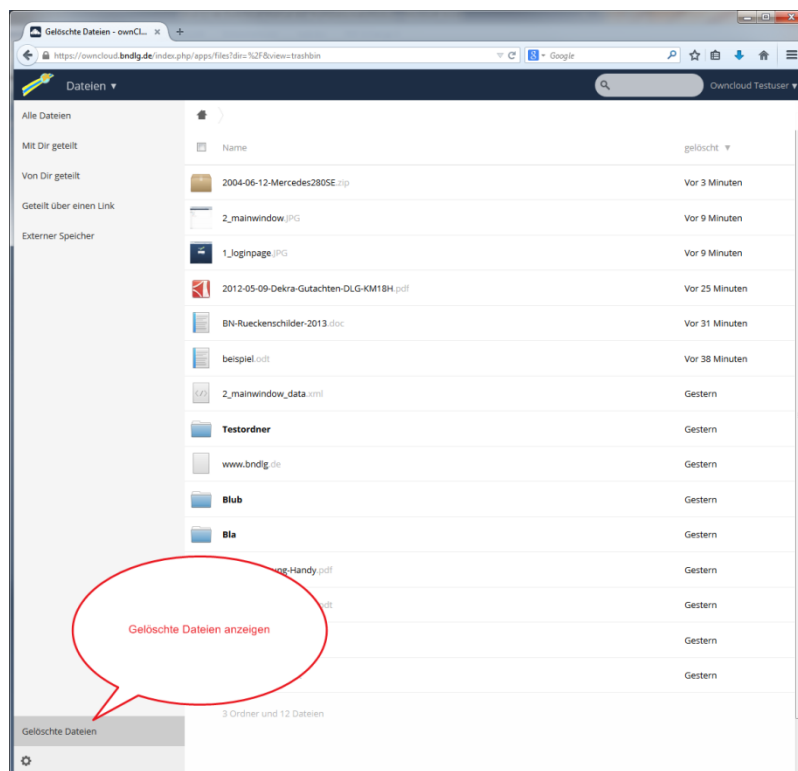 Gelöschte Dateien - ownCl...
https://owncloud.bndlg.de/index.php/apps/files?dir=%2F&view=trashbin
Google
Dateien
Owncloud Testuser
Alle Dateien
Mit Dir geteilt
Von Dir geteilt
Geteilt über einen Link
Externer Speicher
Name gelöscht
2004-06-12-Mercedes280SE.zip Vor 3 Minuten
2_mainwindow.JPG Vor 9 Minuten
1_loginpage.JPG Vor 9 Minuten
2012-05-09-Dekra-Gutachten-DLG-KM18H.pdf Vor 25 Minuten
BN-Rueckenschilder-2013.doc Vor 31 Minuten
beispiel.odt Vor 38 Minuten
2_mainwindow_data.xml Gestern
Testordner Gestern
www.bndlg.de Gestern
Blub Gestern
Bla Gestern
ung-Handy.pdf Gestern
odt Gestern
Gestern
Gestern
Gelöschte Dateien anzeigen
3 Ordner und 12 Dateien
Gelöschte Dateien